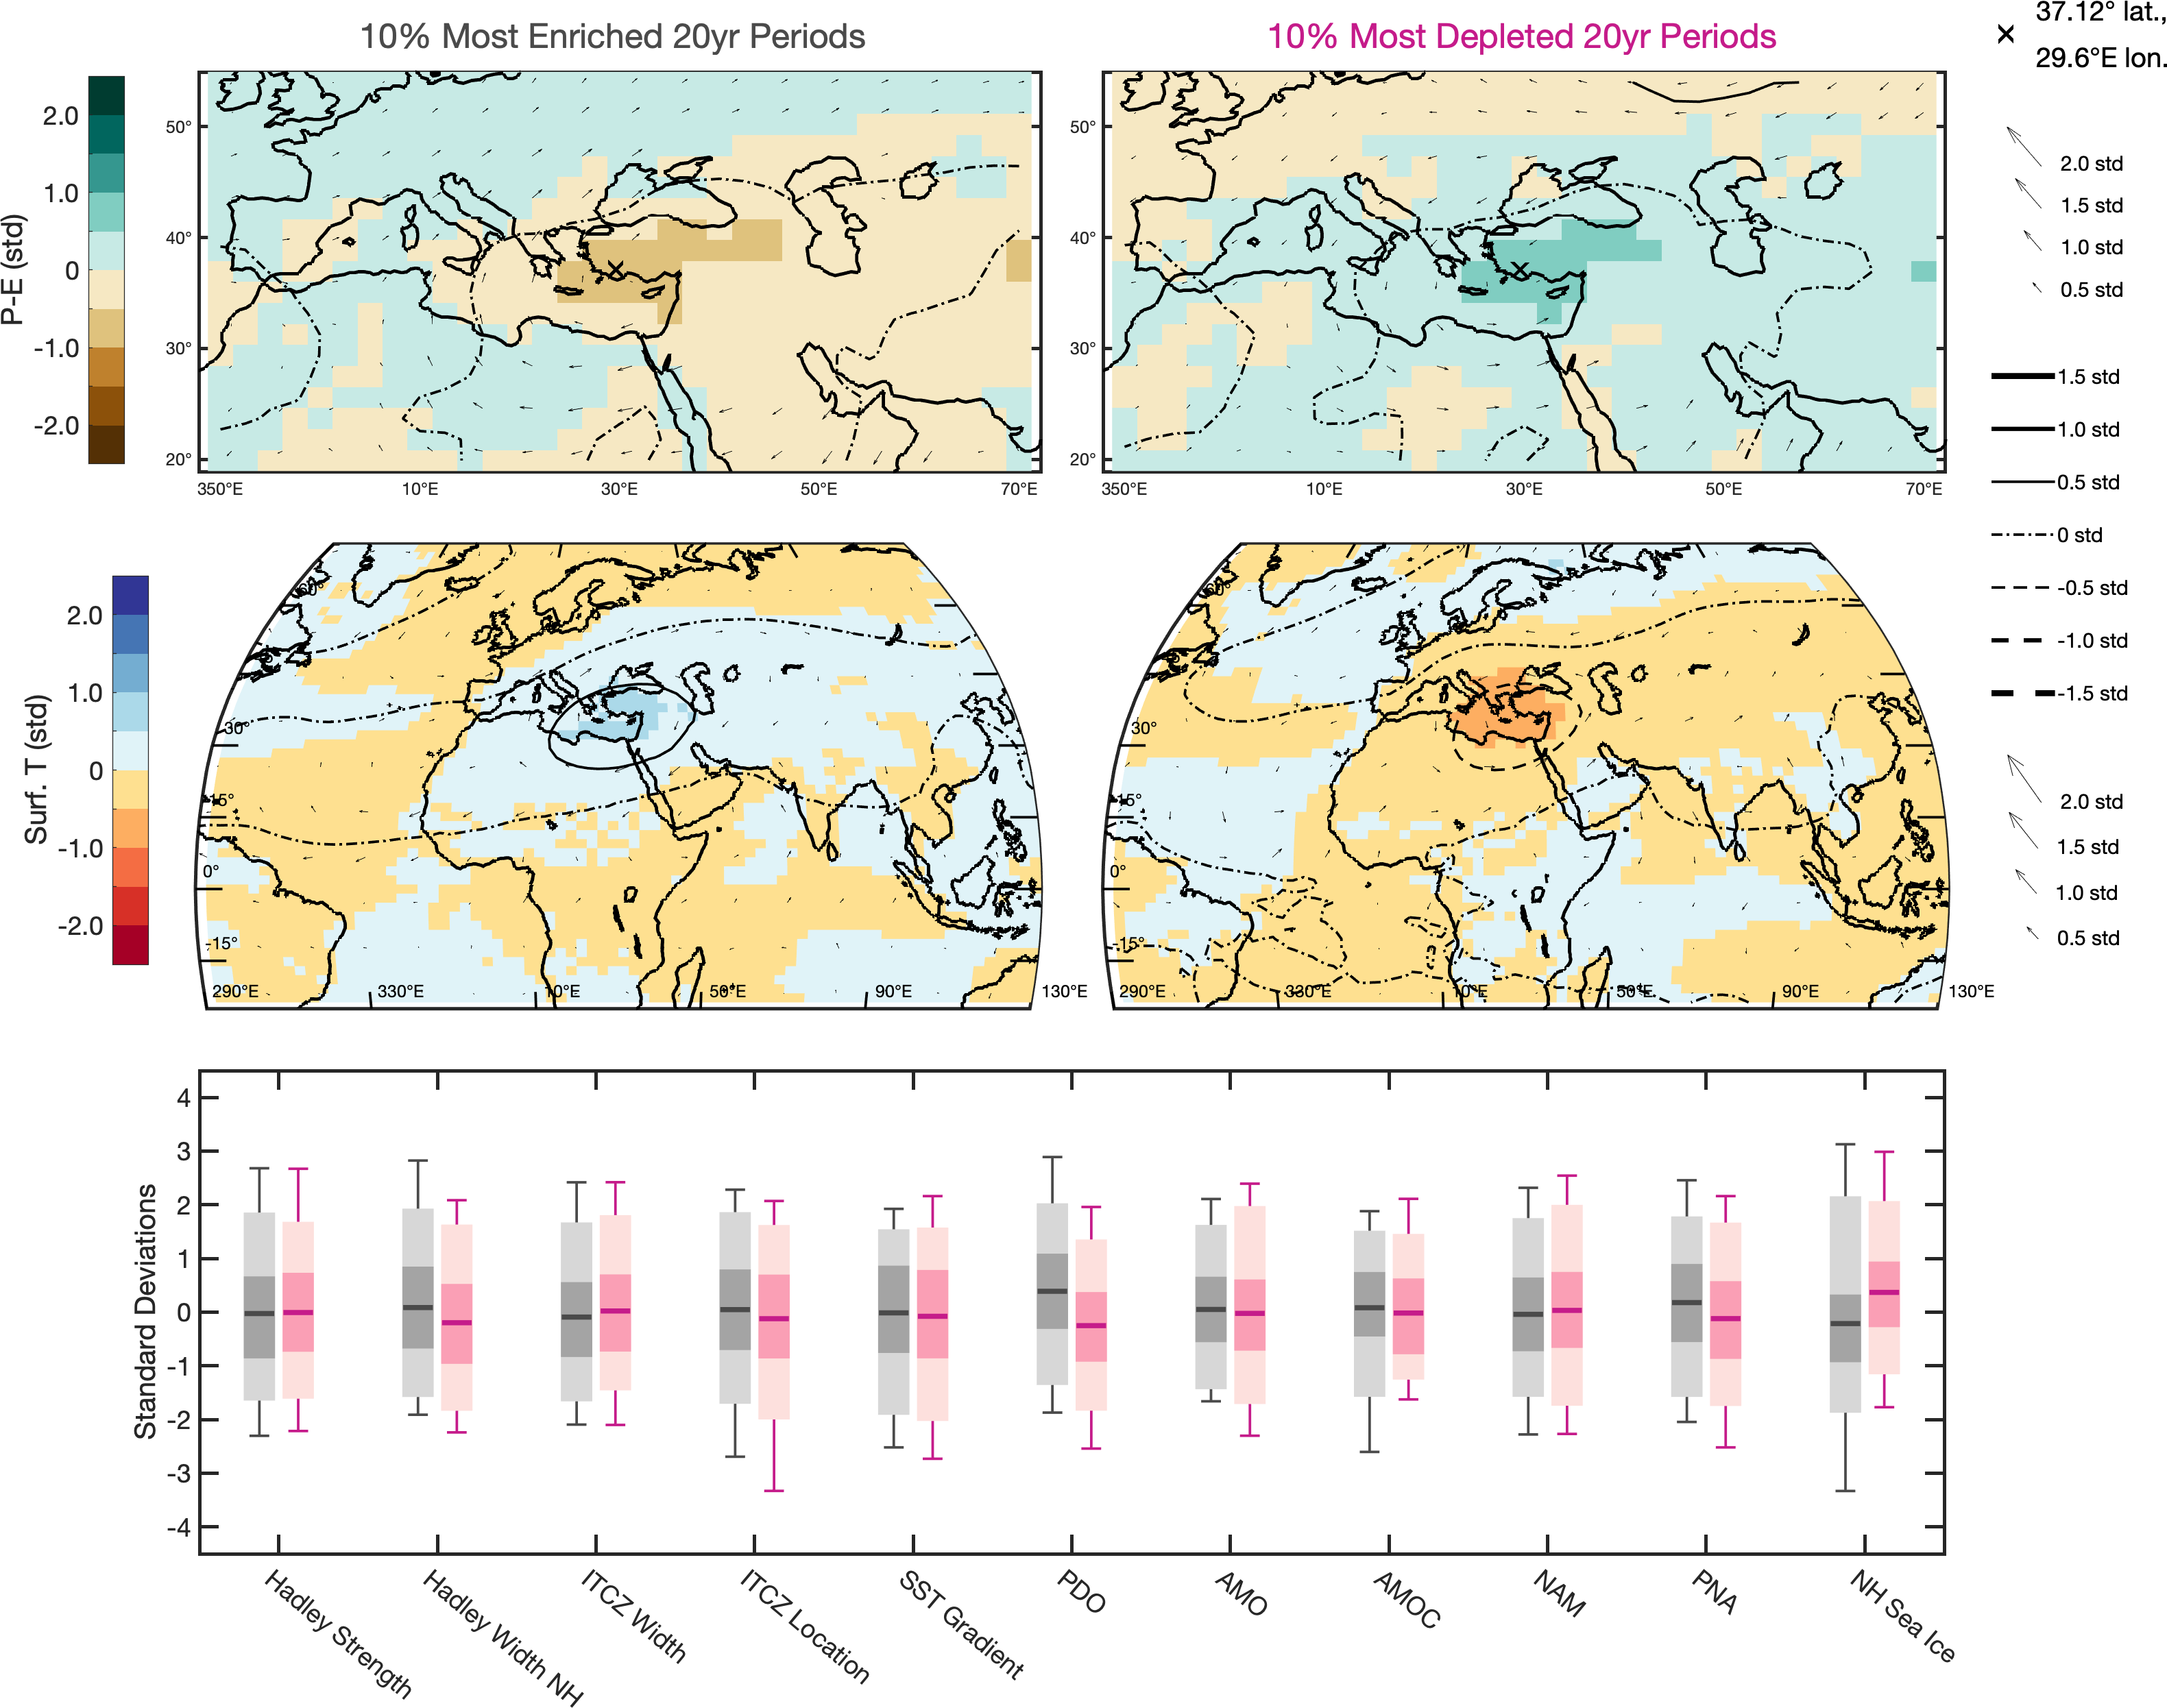 10% Most Enriched 20yr Periods
10% Most Depleted 20yr Periods
37.12° lat.,
29.6°E lon.
P-E (std)
2.0
1.0
0
-1.0
-2.0
50°
40°
30°
20°
350°E 10°E 30°E 50°E 70°E
50°
40°
30°
20°
350°E 10°E 30°E 50°E 70°E
2.0 std
1.5 std
1.0 std
0.5 std
1.5 std
1.0 std
0.5 std
0 std
-0.5 std
-1.0 std
-1.5 std
2.0 std
1.5 std
1.0 std
0.5 std
Surf. T (std)
2.0
1.0
0
-1.0
-2.0
60°
30°
15°
0°
-15°
290°E 330°E 10°E 50°E 90°E 130°E
60°
30°
15°
0°
-15°
290°E 330°E 10°E 50°E 90°E 130°E
Standard Deviations
4
3
2
1
0
-1
-2
-3
-4
Hadley Strength
Hadley Width NH
ITCZ Width
ITCZ Location
SST Gradient
PDO
AMO
AMOC
NAM
PNA
NH Sea Ice